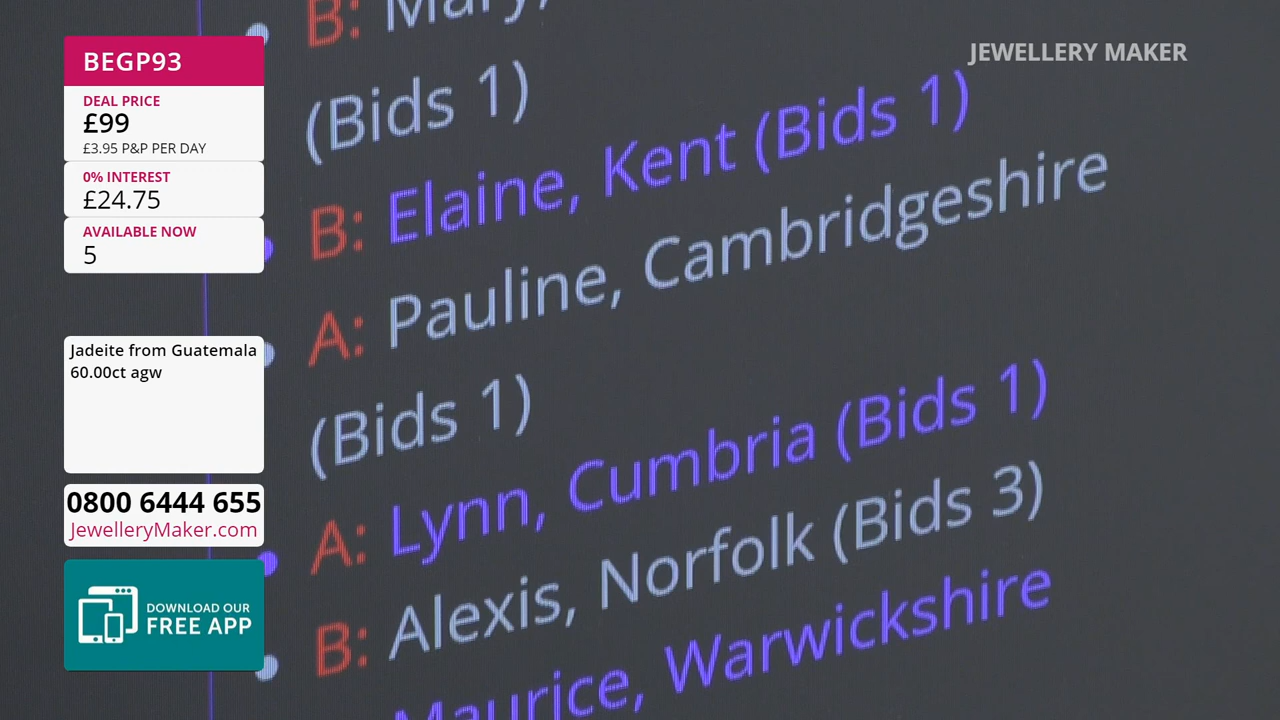 BEGP93
DEAL PRICE
£99
£3.95 P&P PER DAY
0% INTEREST
£24.75
AVAILABLE NOW
5
Jadeite from Guatemala
60.00ct agw
0800 6444 655
JewelleryMaker.com
DOWNLOAD OUR
FREE APP
JEWELLERY MAKER
B: Mary,
(Bids 1)
B: Elaine, Kent (Bids 1)
A: Pauline, Cambridgeshire
(Bids 1)
A: Lynn, Cumbria (Bids 1)
B: Alexis, Norfolk (Bids 3)
Maurice, Warwickshire